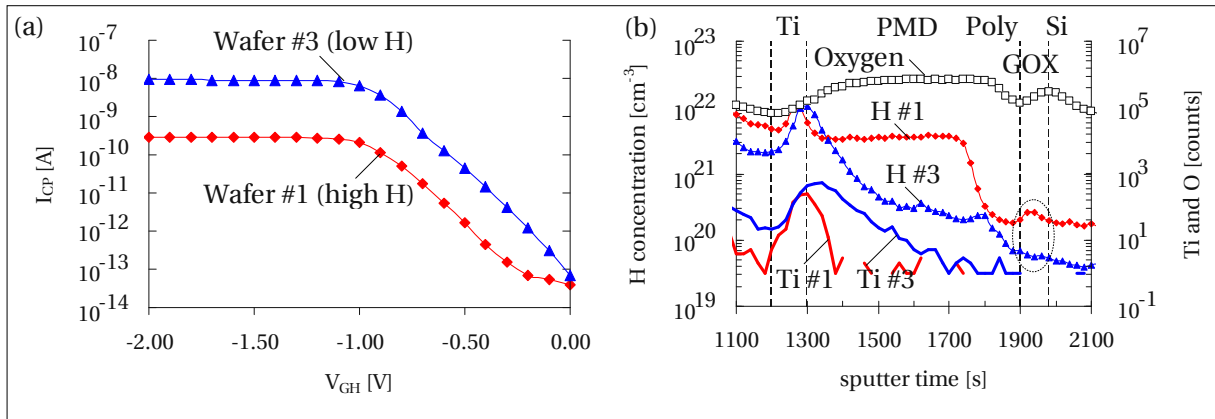 (a)
10-7
10-8
10-9
10-10
10-11
10-12
10-13
10-14
ICP [A]
Wafer #3 (low H)
Wafer #1 (high H)
-2.00 -1.50 -1.00 -0.50 0.00
VGH [V]
(b)
Ti PMD Poly Si
GOX
1023
1022
1021
1020
1019
H concentration [cm-3]
Oxygen
H #1
H #3
Ti #1 Ti #3
107
105
103
101
10-1
Ti and O [counts]
1100 1300 1500 1700 1900 2100
sputter time [s]